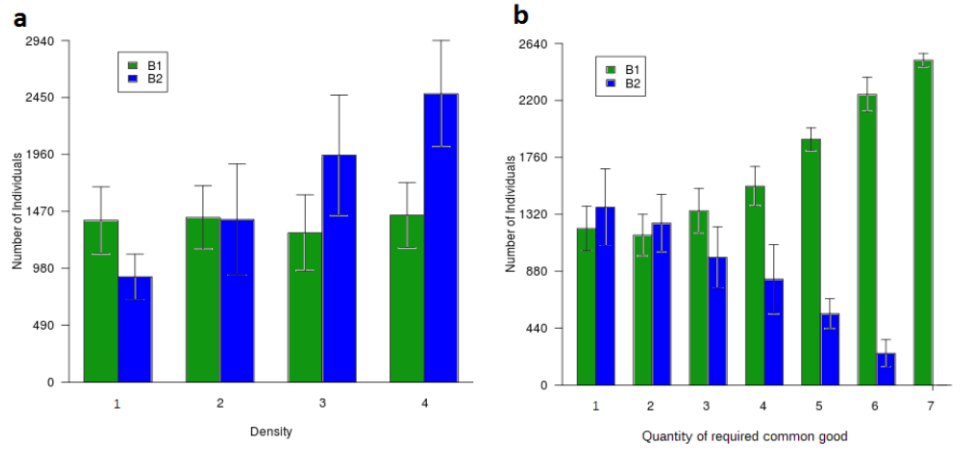 a
2940
2450
1960
1470
980
490
0
Number of Individuals
B1
B2
1 2 3 4
Density
b
2640
2200
1760
1320
880
440
0
Number of Individuals
B1
B2
1 2 3 4 5 6 7
Quantity of required common good